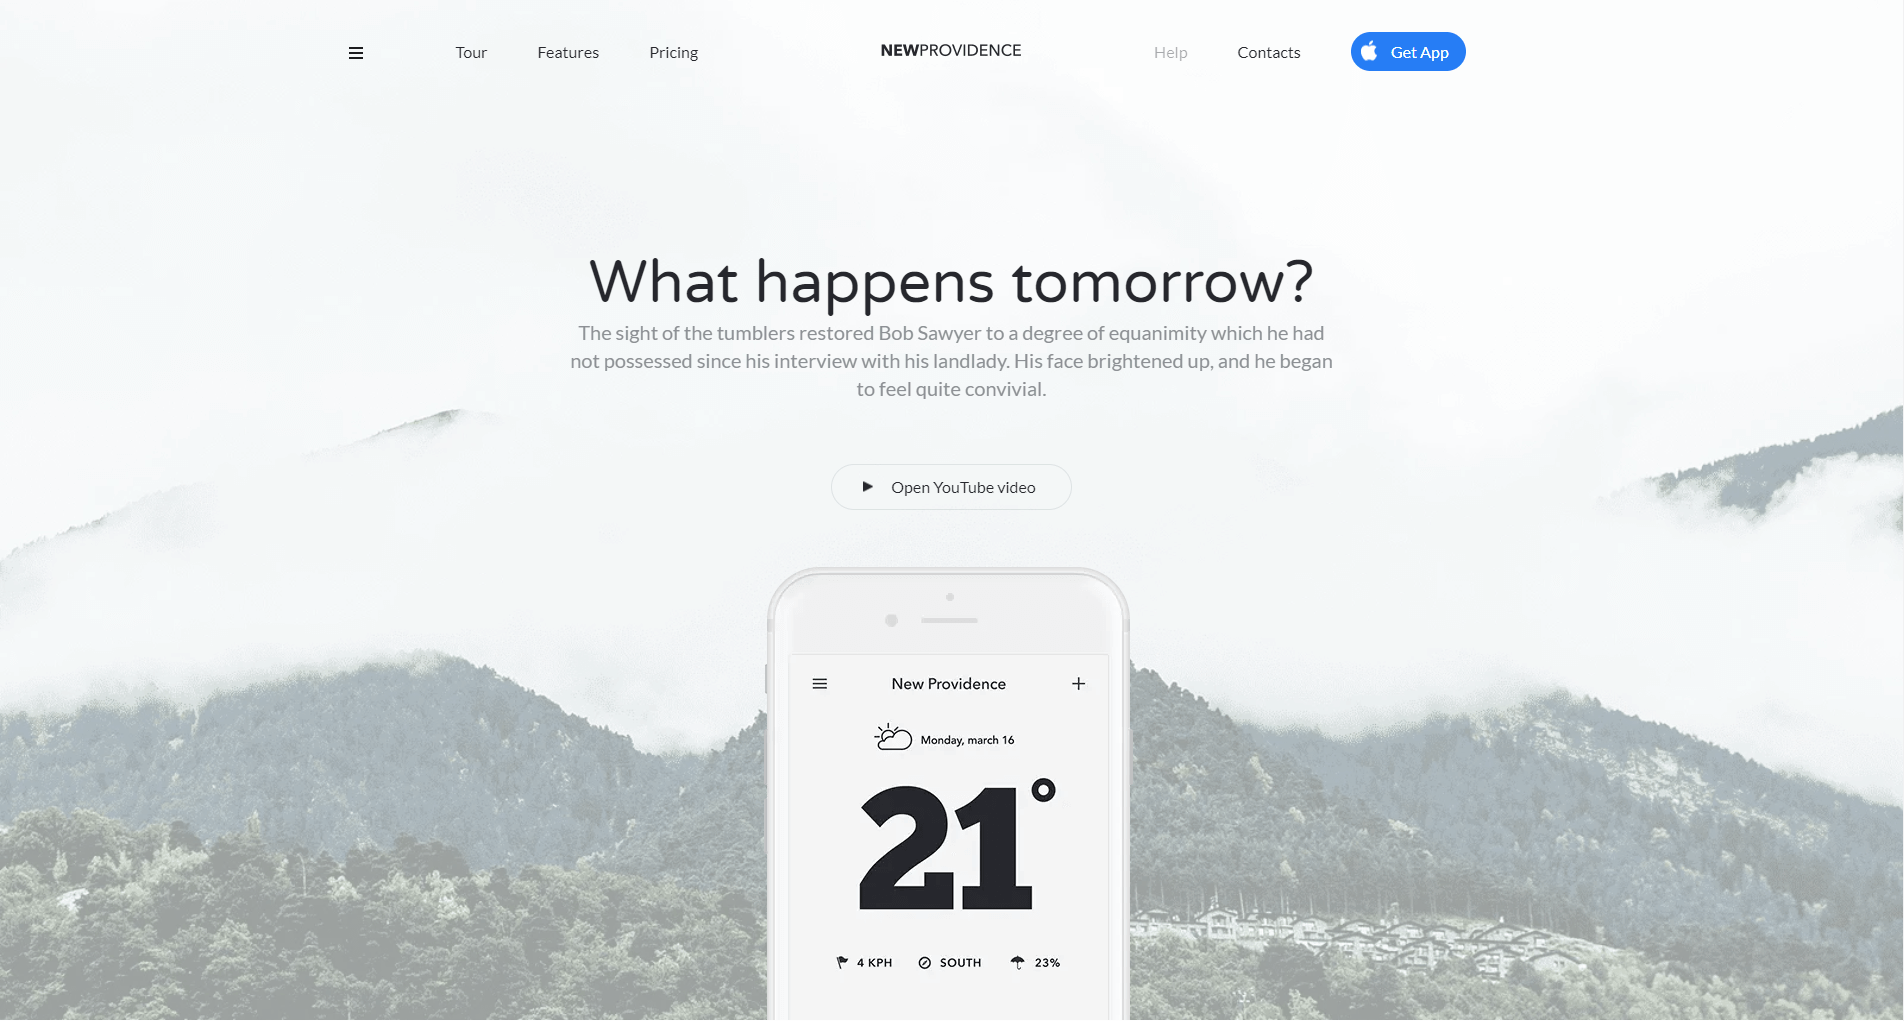 Tour
Features
Pricing
NEWPROVIDENCE
Help
Contacts
Get App
What happens tomorrow?
The sight of the tumblers restored Bob Sawyer to a degree of equanimity which he had
not possessed since his interview with his landlady. His face brightened up, and he began
to feel quite convivial.
Open YouTube video
New Providence
Monday, march 16
21°
4 KPH
SOUTH
23%